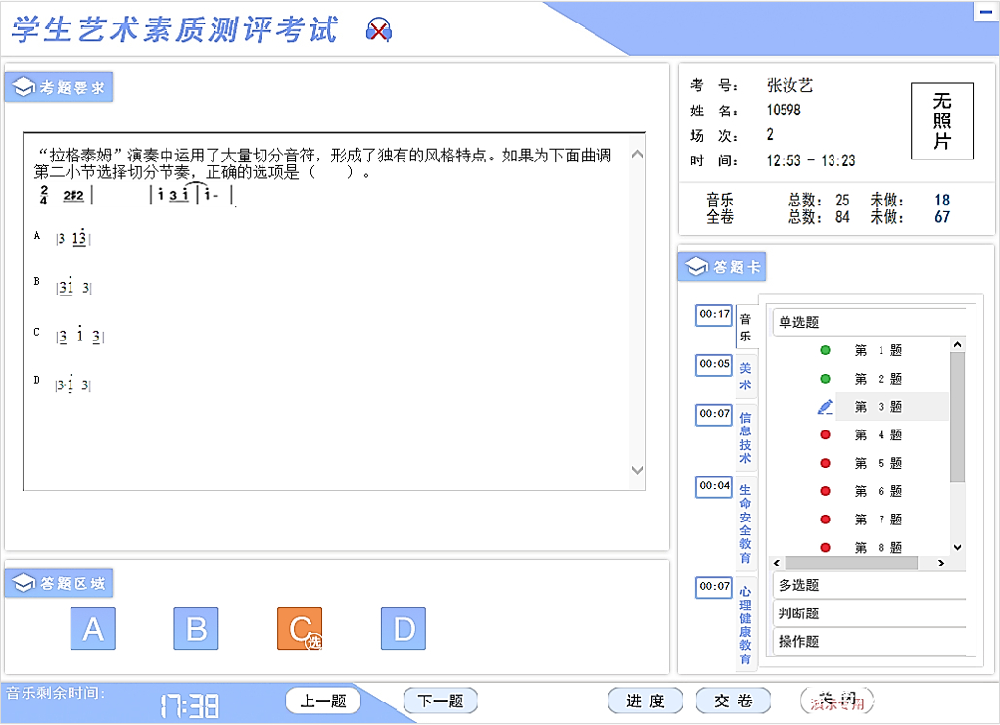 学生艺术素质测评考试
考题要求
“拉格泰姆”演奏中运用了大量切分音符，形成了独有的风格特点。如果为下面曲调
第二小节选择切分节奏，正确的选项是（　　）。
2/4 2#2 | | i 3 i | i - |
A |3 1 3|
B |3 i 3|
C |3 i 3|
D |3· i 3|
答题区域
A B C 选 D
考 号： 张汝艺
姓 名： 10598
场 次： 2
时 间： 12:53 - 13:23
无照片
音乐 总数： 25 未做： 18
全卷 总数： 84 未做： 67
答题卡
00:17 音乐
00:05 美术
00:07 信息技术
00:04 生命安全教育
00:07 心理健康教育
单选题
第 1 题
第 2 题
第 3 题
第 4 题
第 5 题
第 6 题
第 7 题
第 8 题
多选题
判断题
操作题
音乐剩余时间：
17:38
上一题
下一题
进 度
交 卷
关 闭
演示专用